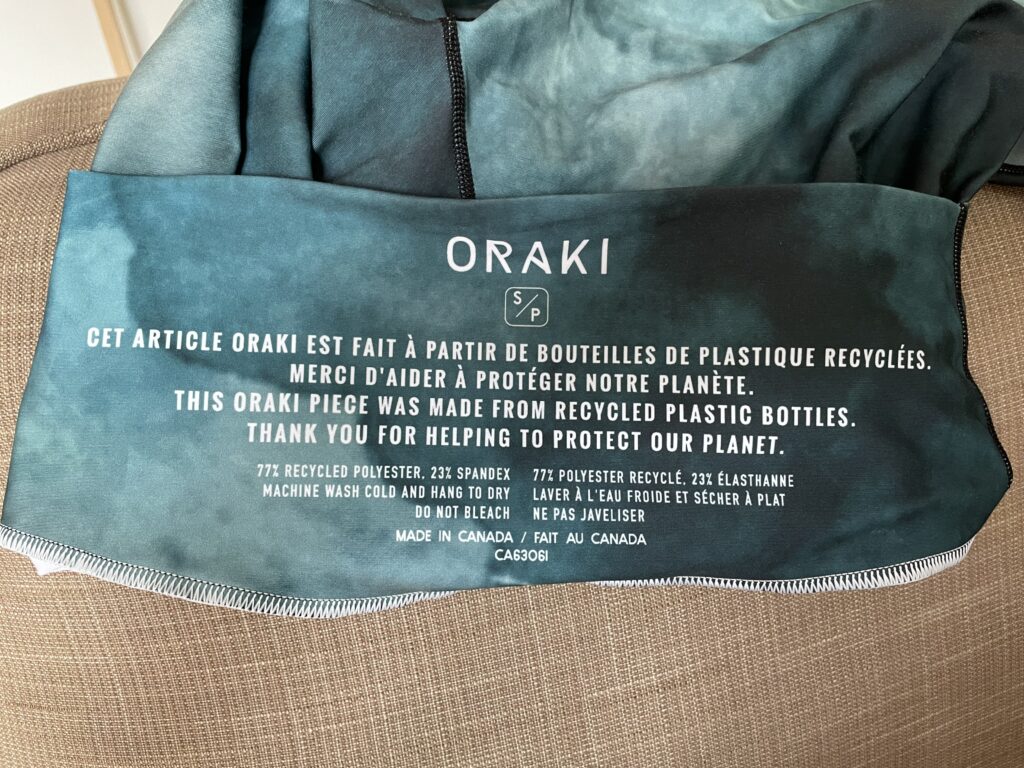 ORAKI
S/P
CET ARTICLE ORAKI EST FAIT À PARTIR DE BOUTEILLES DE PLASTIQUE RECYCLÉES.
MERCI D'AIDER À PROTÉGER NOTRE PLANÈTE.
THIS ORAKI PIECE WAS MADE FROM RECYCLED PLASTIC BOTTLES.
THANK YOU FOR HELPING TO PROTECT OUR PLANET.
77% RECYCLED POLYESTER, 23% SPANDEX
MACHINE WASH COLD AND HANG TO DRY
DO NOT BLEACH
77% POLYESTER RECYCLÉ, 23% ÉLASTHANNE
LAVER À L'EAU FROIDE ET SÉCHER À PLAT
NE PAS JAVELISER
MADE IN CANADA / FAIT AU CANADA
CA63061